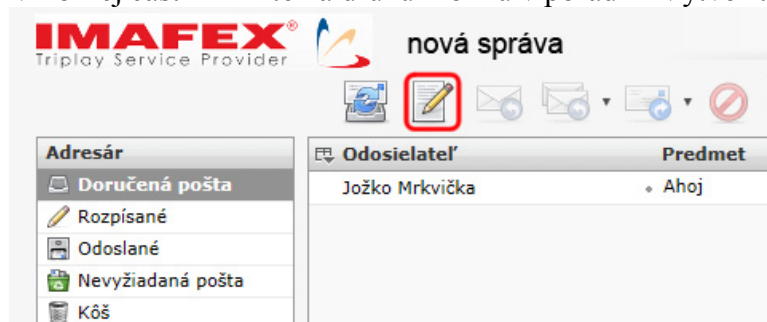 IMAFEX®
Triplay Service Provider
nová správa
Adresár
Odosielateľ
Predmet
Doručená pošta
Jožko Mrkvička
Ahoj
Rozpísané
Odoslané
Nevyžiadaná pošta
Kôš